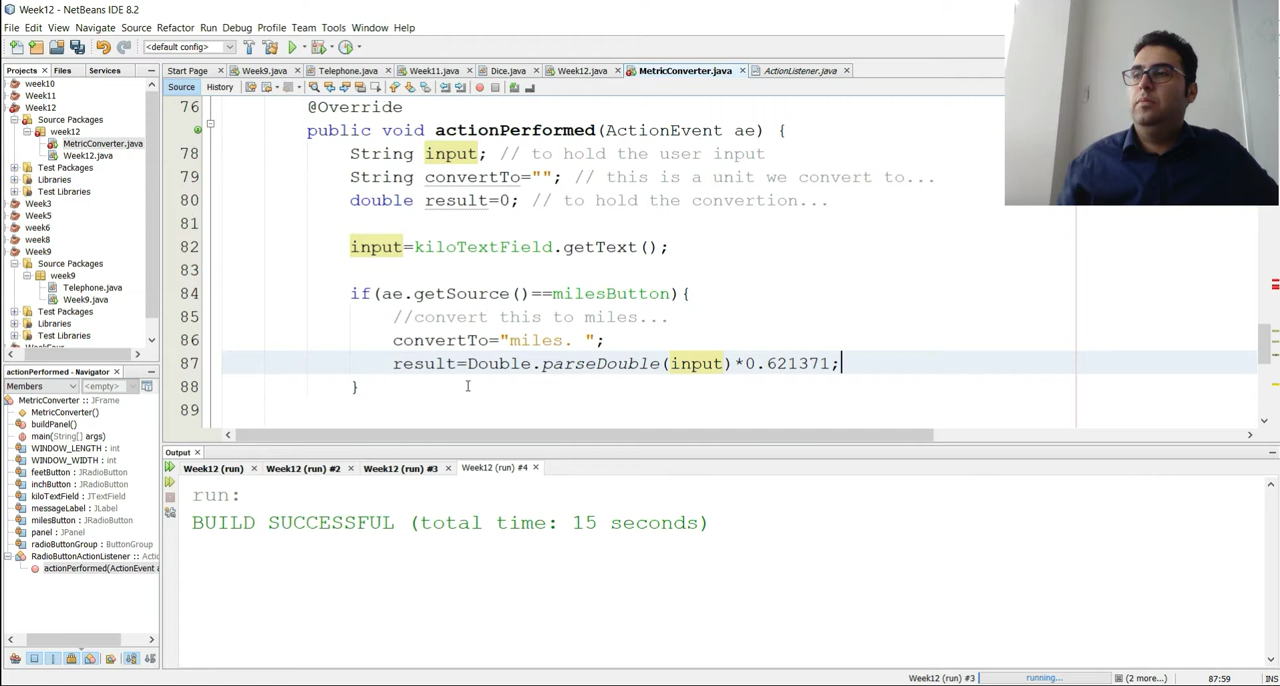 Week12 - NetBeans IDE 8.2
File Edit View Navigate Source Refactor Run Debug Profile Team Tools Window Help
<default config>
Projects Files Services
Start Page Week9.java Telephone.java Week11.java Dice.java Week12.java MetricConverter.java ActionListener.java
Source History
week10
Week11
Week12
Source Packages
week12
MetricConverter.java
Week12.java
Test Packages
Libraries
Test Libraries
Week3
Week5
week6
week8
Week9
Source Packages
week9
Telephone.java
Week9.java
Test Packages
Libraries
Test Libraries
76 @Override
public void actionPerformed(ActionEvent ae) {
78 String input; // to hold the user input
79 String convertTo=""; // this is a unit we convert to...
80 double result=0; // to hold the convertion...
81
82 input=kiloTextField.getText();
83
84 if(ae.getSource()==milesButton){
85 //convert this to miles...
86 convertTo="miles. ";
87 result=Double.parseDouble(input)*0.621371;
88 }
89
actionPerformed - Navigator
Members <empty>
MetricConverter :: JFrame
MetricConverter()
buildPanel()
main(String[] args)
WINDOW_LENGTH : int
WINDOW_WIDTH : int
feetButton : JRadioButton
inchButton : JRadioButton
kiloTextField : JTextField
messageLabel : JLabel
milesButton : JRadioButton
panel : JPanel
radioButtonGroup : ButtonGroup
RadioButtonActionListener :: Actio
actionPerformed(ActionEvent a
Output
Week12 (run) Week12 (run) #2 Week12 (run) #3 Week12 (run) #4
run:
BUILD SUCCESSFUL (total time: 15 seconds)
Week12 (run) #3 running... (2 more...) 87:59 INS